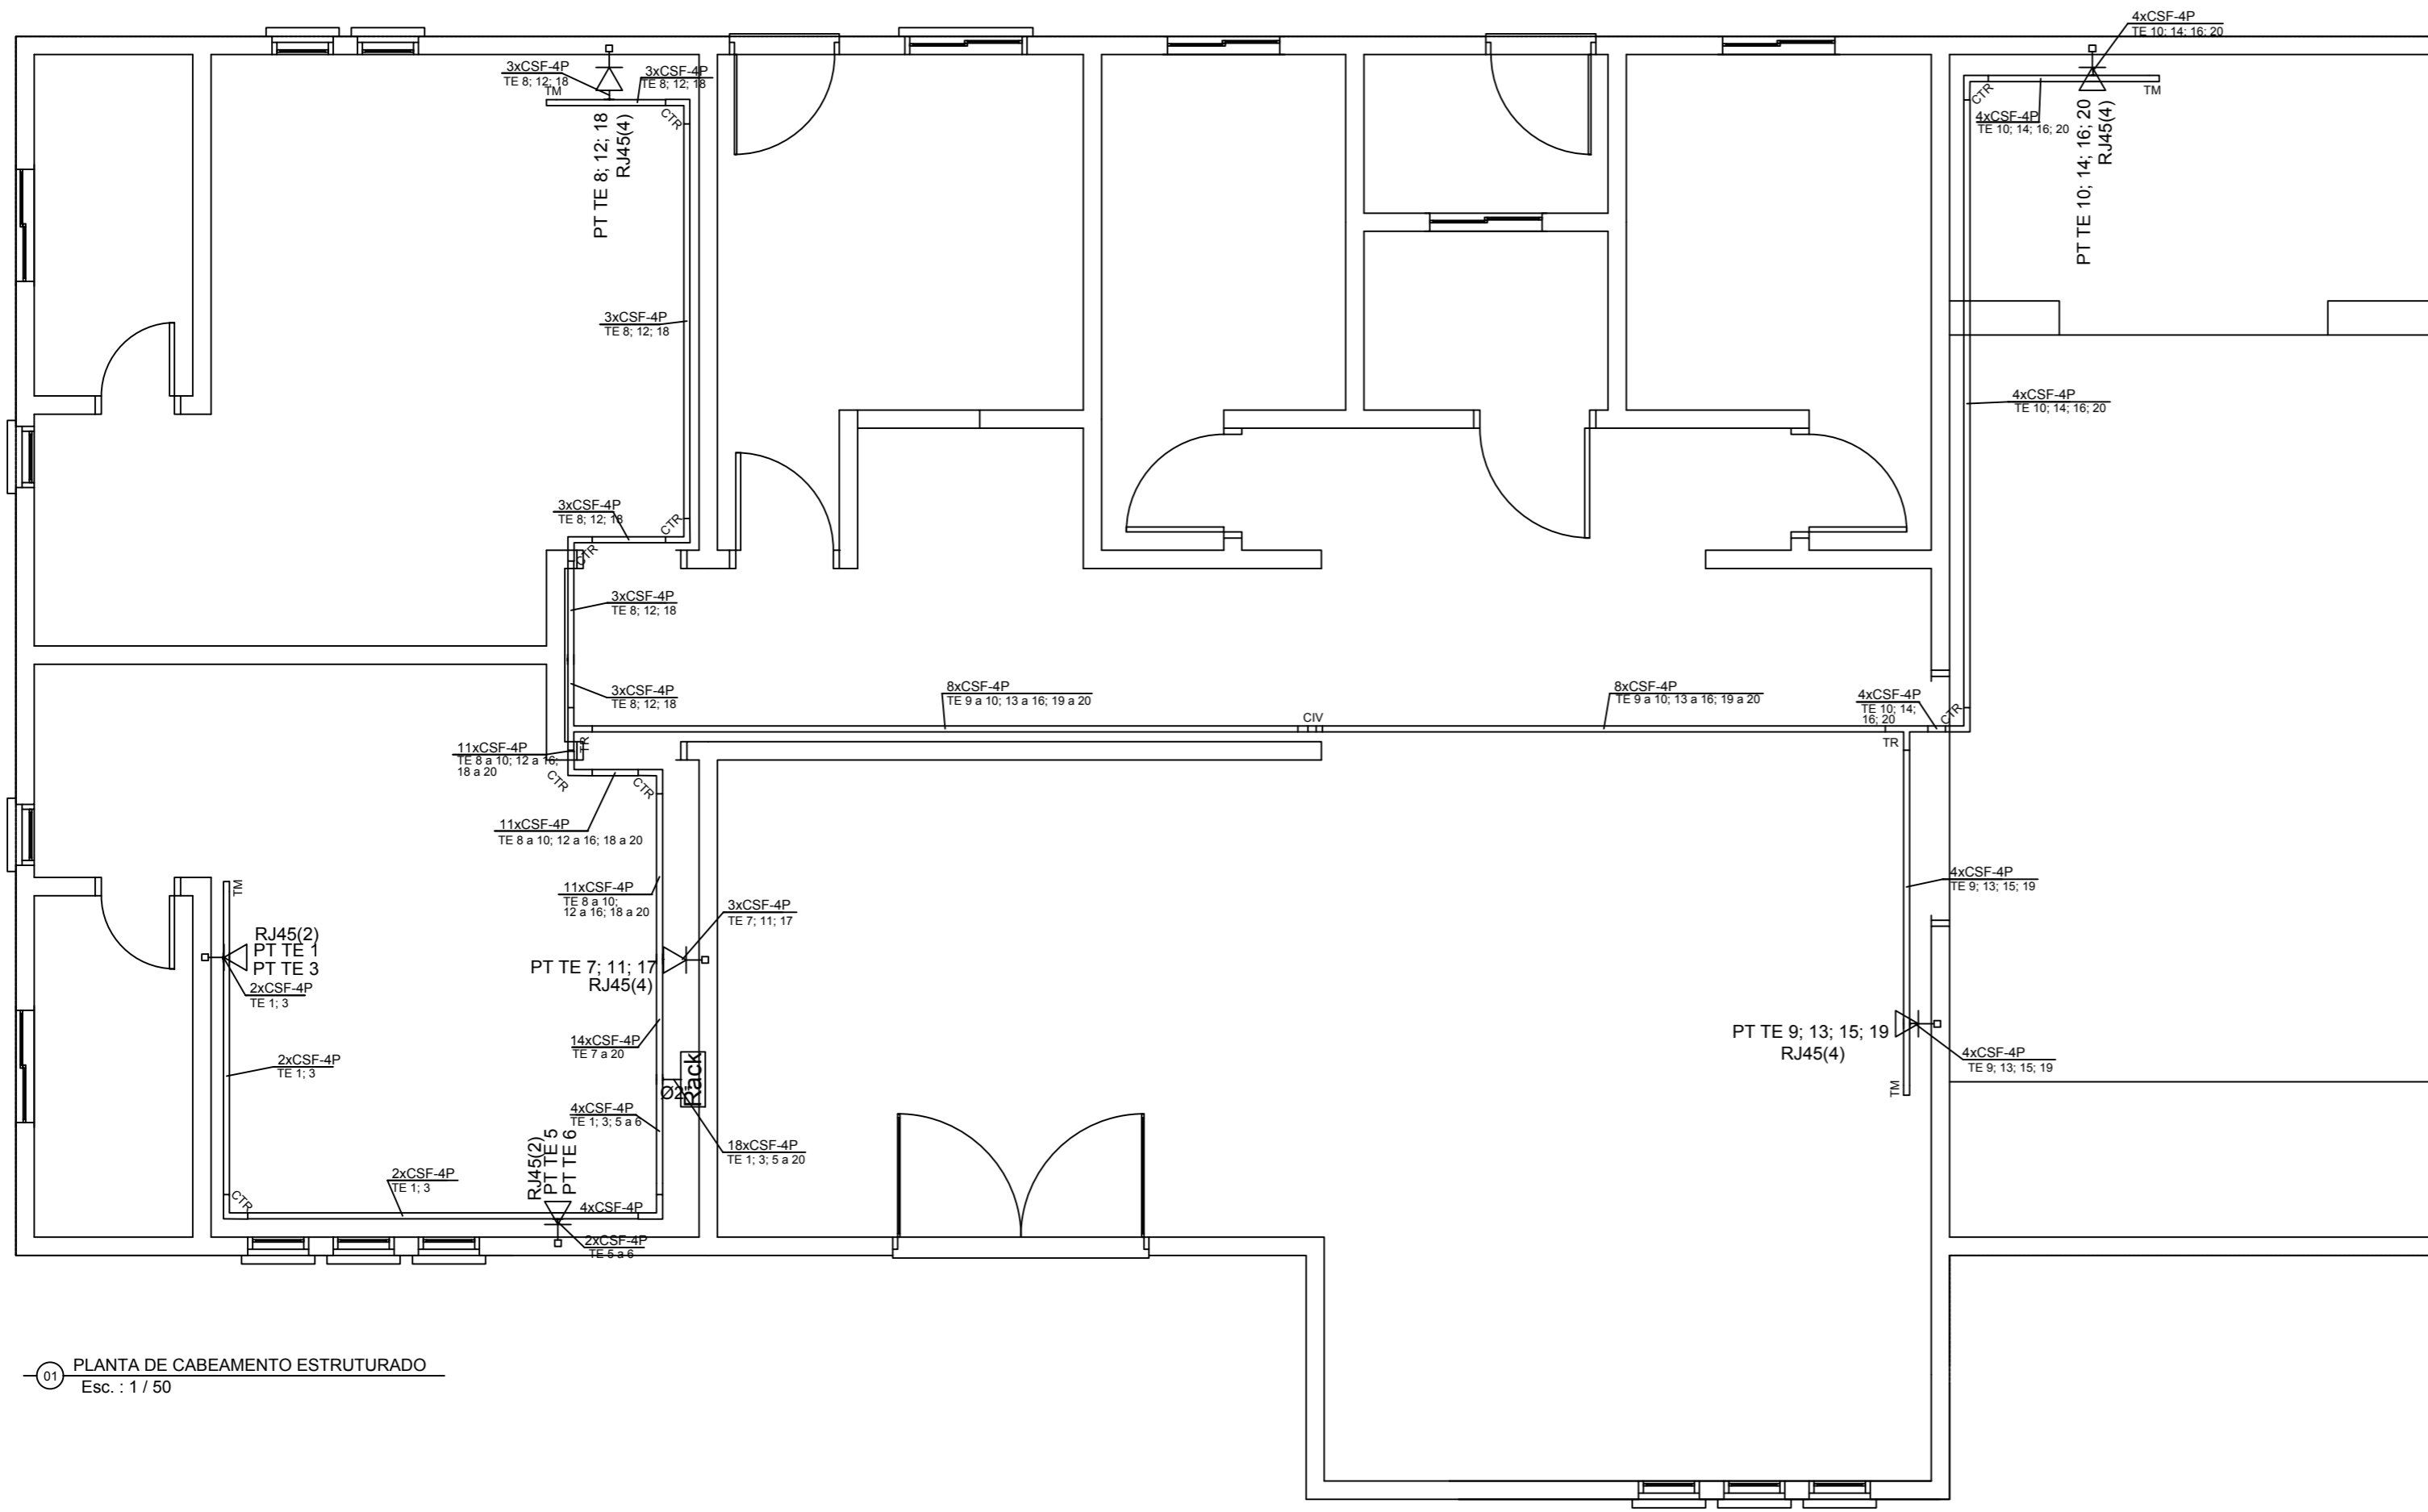 4xCSF-4P
TE 10; 14; 16; 20
3xCSF-4P
TE 8; 12; 18
TM
3xCSF-4P
TE 8; 12; 18
CTR
PT TE 8; 12; 18
RJ45(4)
CTR
TM
4xCSF-4P
TE 10; 14; 16; 20
PT TE 10; 14; 16; 20
RJ45(4)
3xCSF-4P
TE 8; 12; 18
4xCSF-4P
TE 10; 14; 16; 20
3xCSF-4P
TE 8; 12; 18
CTR
CTR
3xCSF-4P
TE 8; 12; 18
3xCSF-4P
TE 8; 12; 18
8xCSF-4P
TE 9 a 10; 13 a 16; 19 a 20
CIV
8xCSF-4P
TE 9 a 10; 13 a 16; 19 a 20
4xCSF-4P
TE 10; 14;
16; 20
CTR
TR
11xCSF-4P
TE 8 a 10; 12 a 16;
18 a 20
TR
CTR
CTR
11xCSF-4P
TE 8 a 10; 12 a 16; 18 a 20
11xCSF-4P
TE 8 a 10;
12 a 16; 18 a 20
3xCSF-4P
TE 7; 11; 17
4xCSF-4P
TE 9; 13; 15; 19
TM
RJ45(2)
PT TE 1
PT TE 3
2xCSF-4P
TE 1; 3
PT TE 7; 11; 17
RJ45(4)
14xCSF-4P
TE 7 a 20
PT TE 9; 13; 15; 19
RJ45(4)
4xCSF-4P
TE 9; 13; 15; 19
TM
2xCSF-4P
TE 1; 3
Rack
Ø2"
4xCSF-4P
TE 1; 3; 5 a 6
18xCSF-4P
TE 1; 3; 5 a 20
RJ45(2)
PT TE 5
PT TE 6
2xCSF-4P
TE 1; 3
CTR
4xCSF-4P
2xCSF-4P
TE 5 a 6
01
PLANTA DE CABEAMENTO ESTRUTURADO
Esc. : 1 / 50